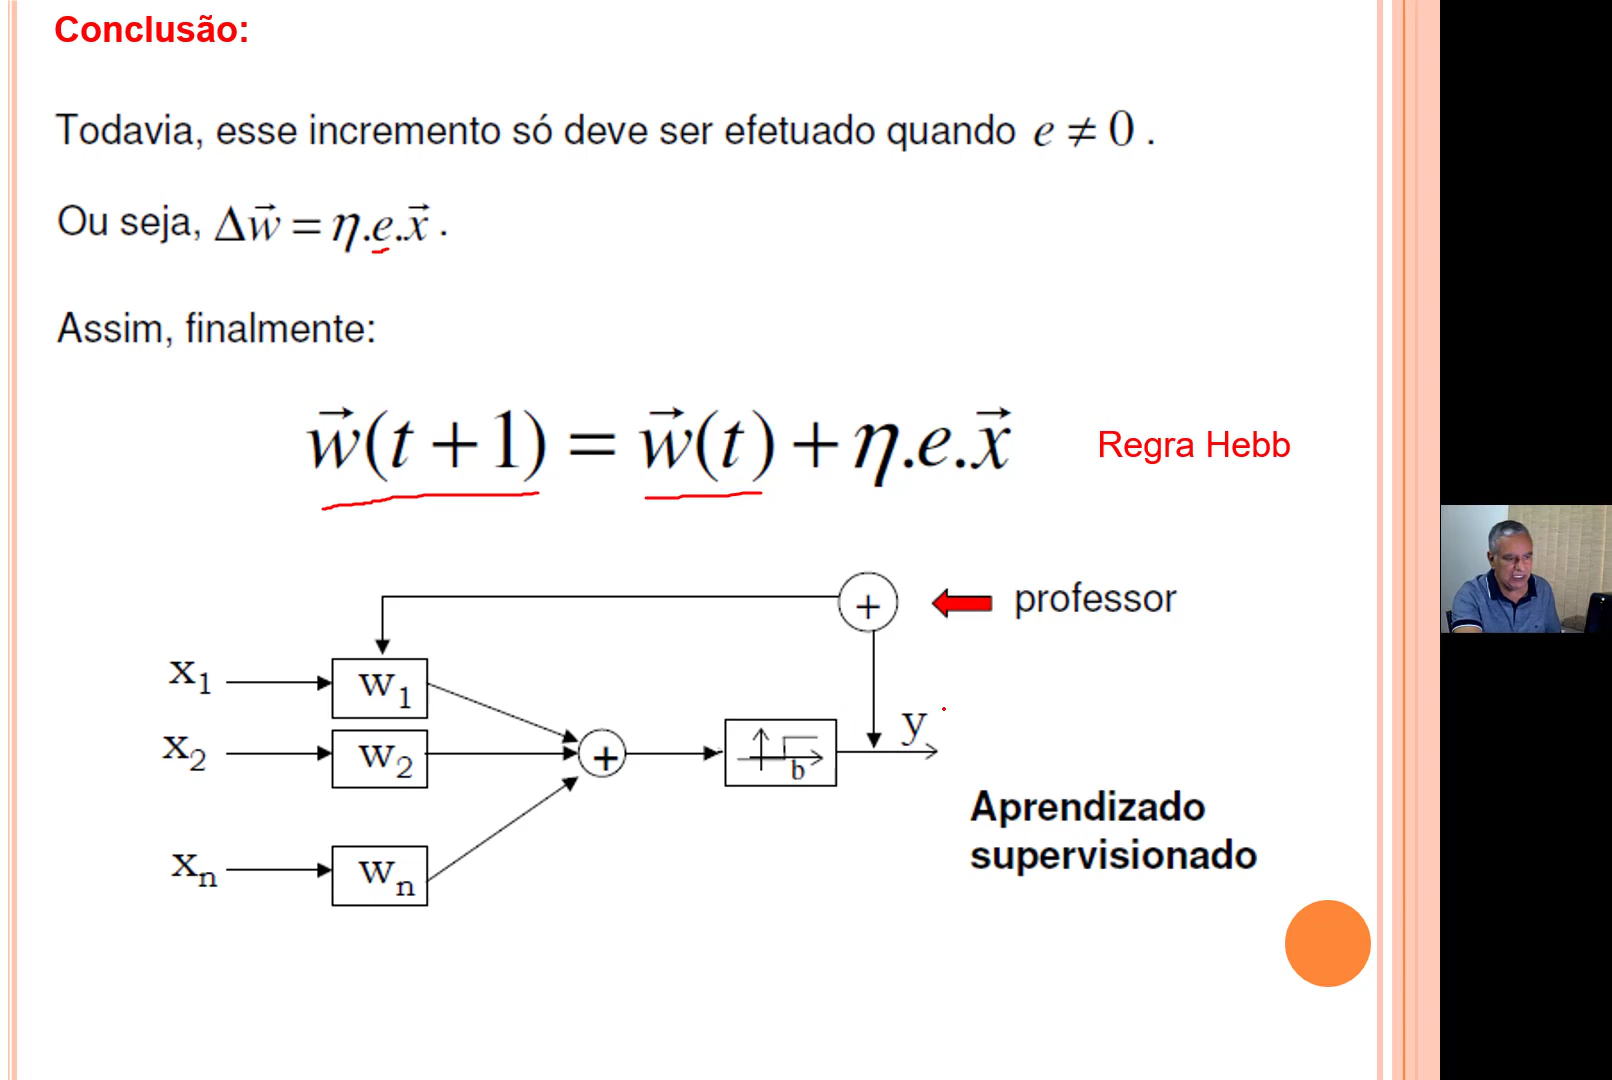 Conclusão:
Todavia, esse incremento só deve ser efetuado quando e ≠ 0 .
Ou seja, Δw⃗ = η.e.x⃗ .
Assim, finalmente:
w⃗(t+1) = w⃗(t) + η.e.x⃗ Regra Hebb
+ professor
x1 w1
x2 w2 + b y
xn wn
Aprendizado
supervisionado